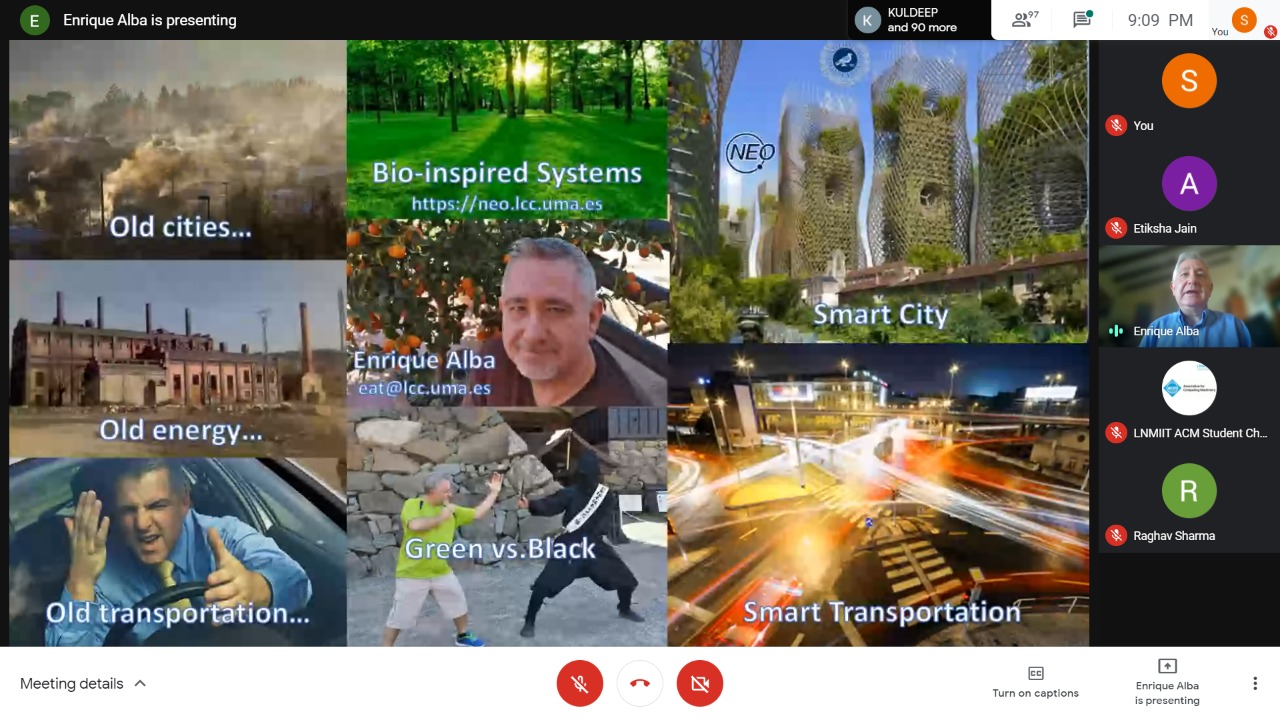 E
Enrique Alba is presenting
K
KULDEEP
and 90 more
97
9:09 PM
You
S
Old cities...
Bio-inspired Systems
https://neo.lcc.uma.es
NEO
Smart City
Old energy...
Enrique Alba
eat@lcc.uma.es
Old transportation...
Green vs.Black
Smart Transportation
S
You
A
Etiksha Jain
Enrique Alba
LNMIIT ACM Student Ch...
R
Raghav Sharma
Meeting details
CC
Turn on captions
Enrique Alba
is presenting